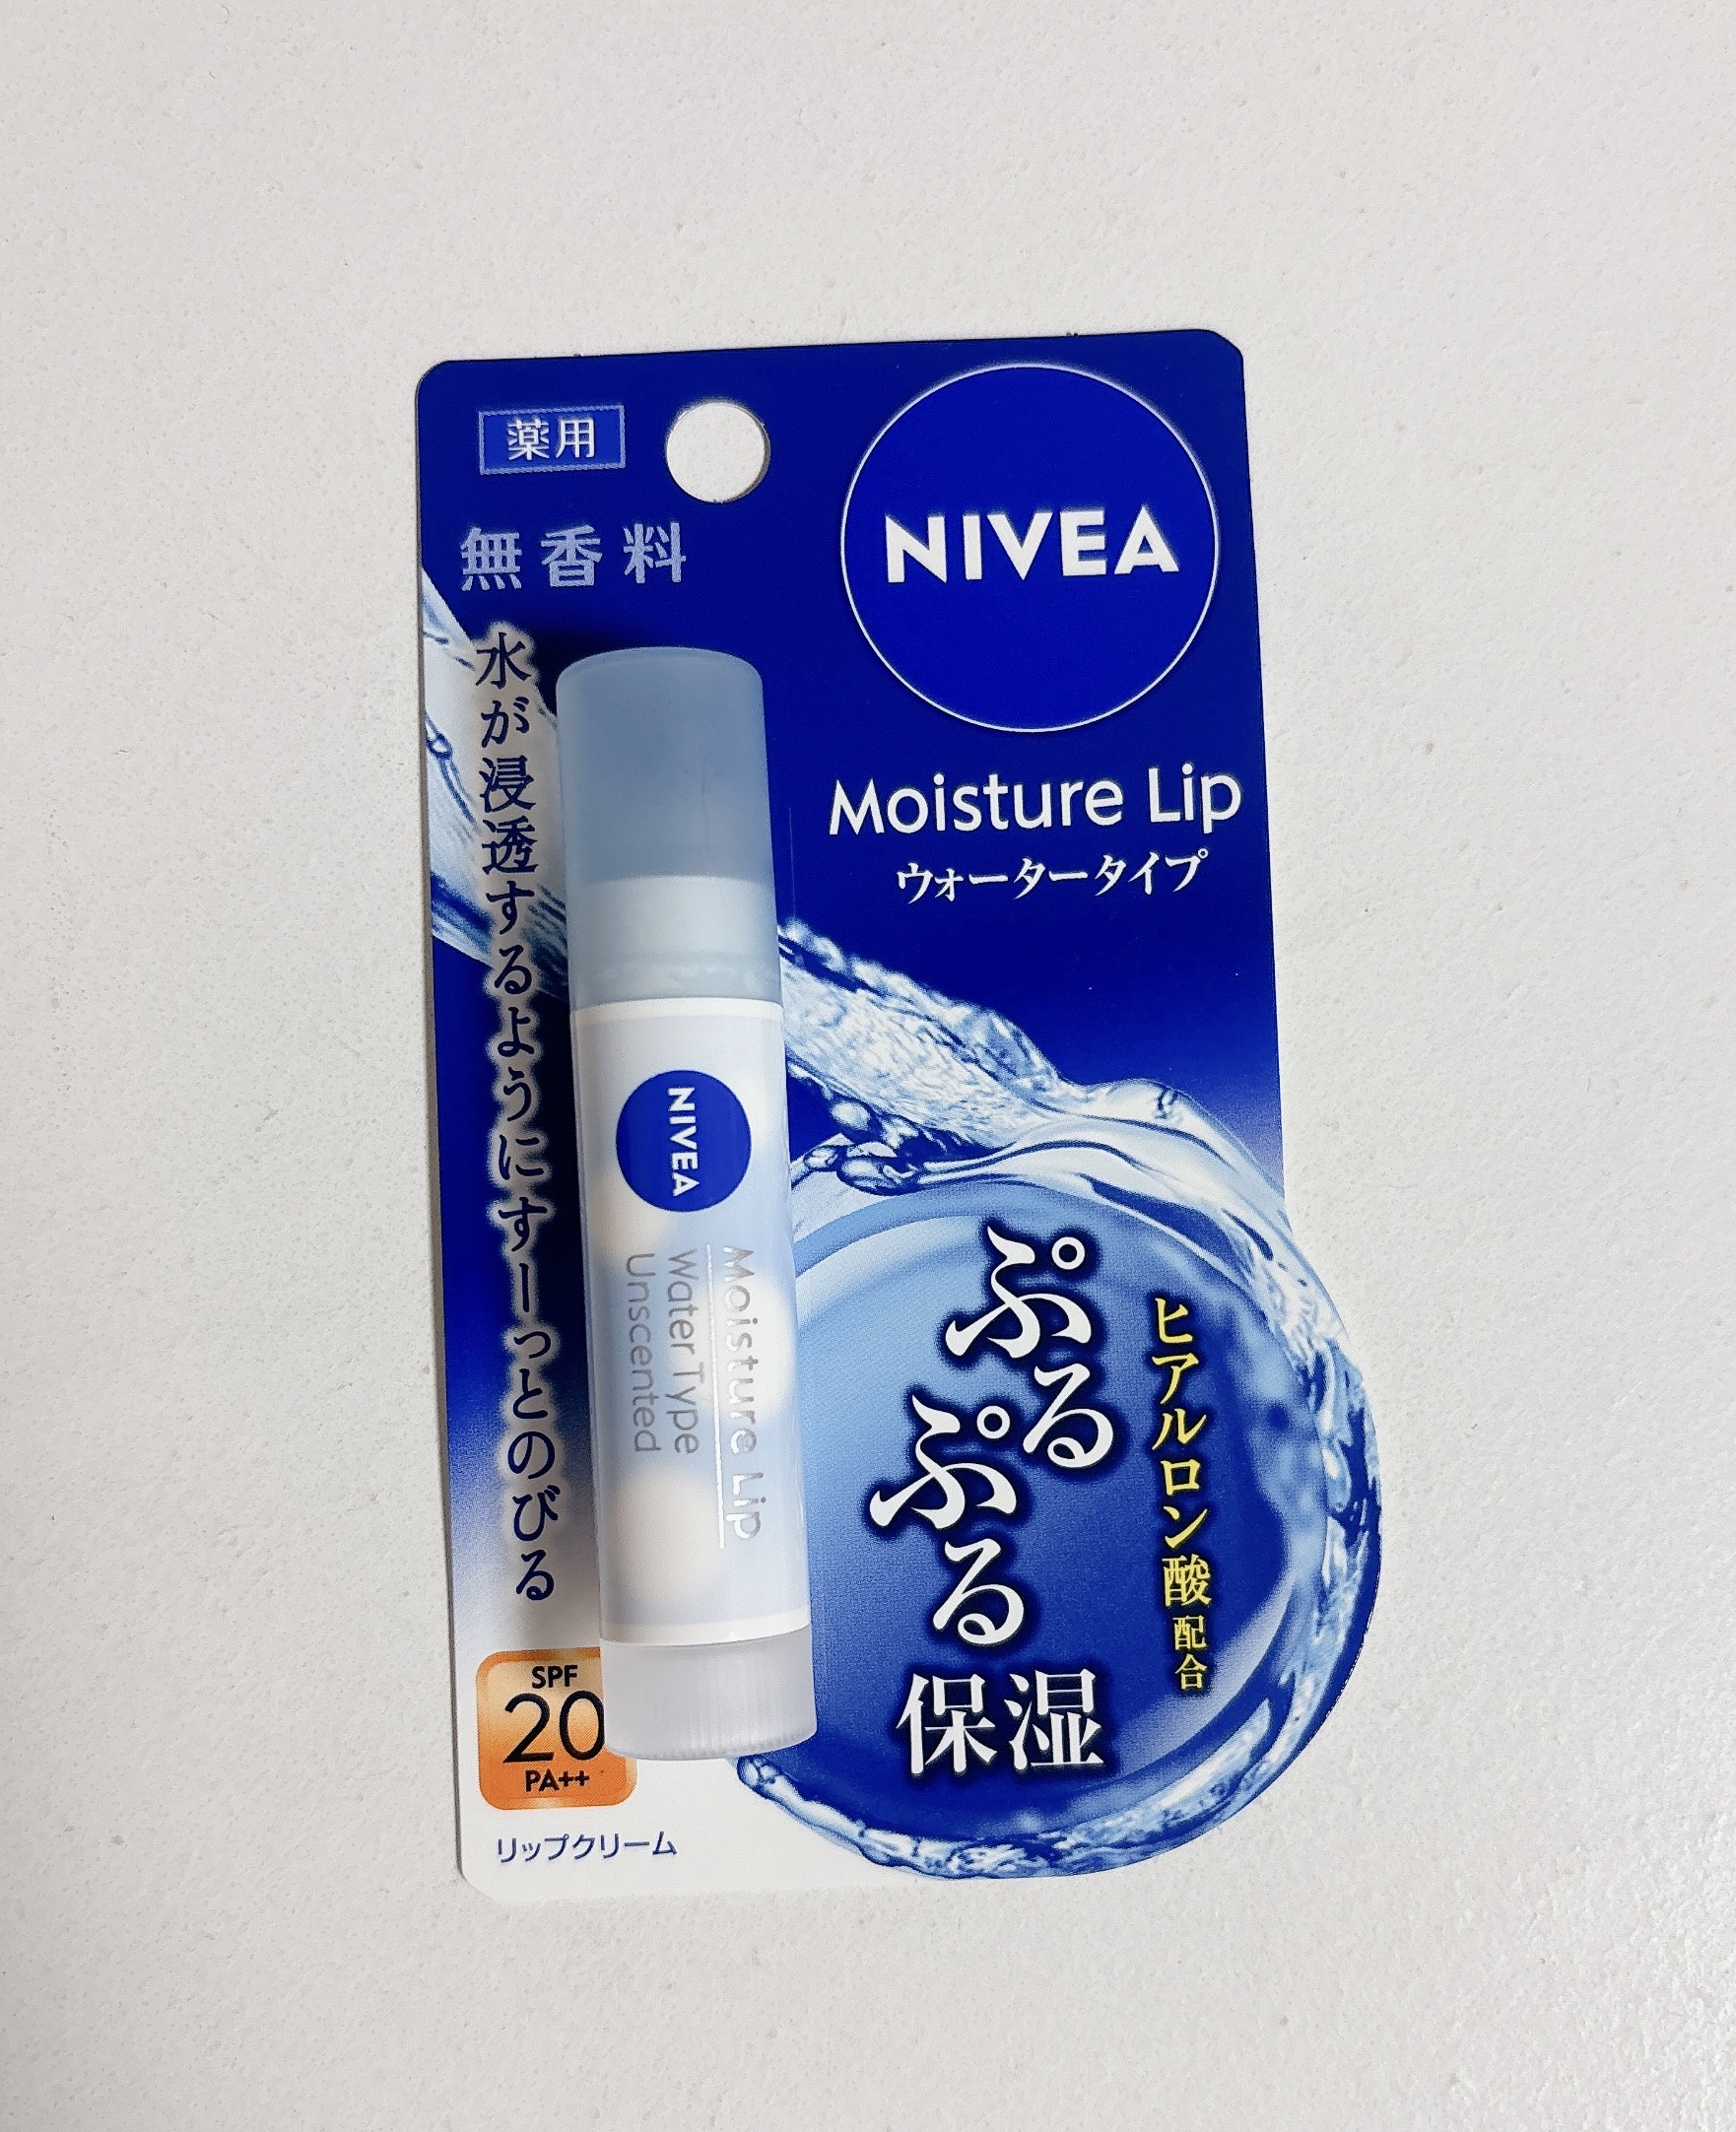 薬用
無香料
NIVEA
Moisture Lip
ウォータータイプ
水が浸透するようにすーっとのびる
NIVEA
Moisture Lip
Water Type
Unscented
ヒアルロン酸配合
ぷるぷる
保湿
SPF
20
PA++
リップクリーム